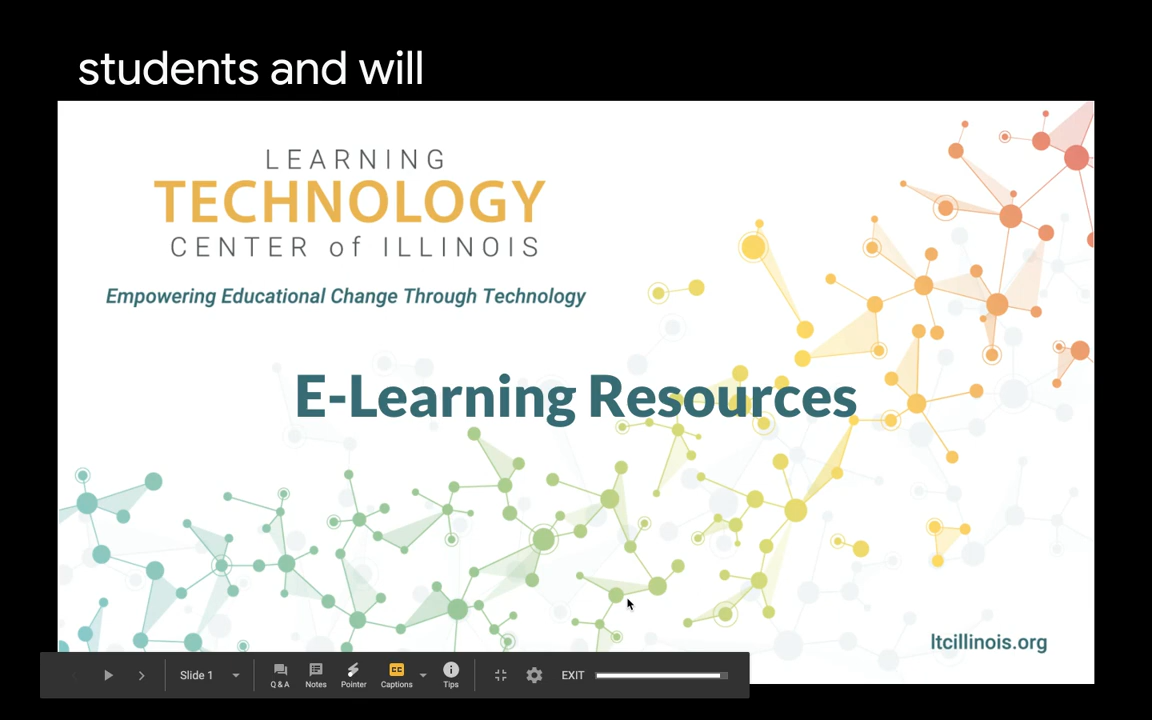 students and will
LEARNING
TECHNOLOGY
CENTER of ILLINOIS
Empowering Educational Change Through Technology
E-Learning Resources
ltcillinois.org
Slide 1
Q & A
Notes
Pointer
CC
Captions
Tips
EXIT